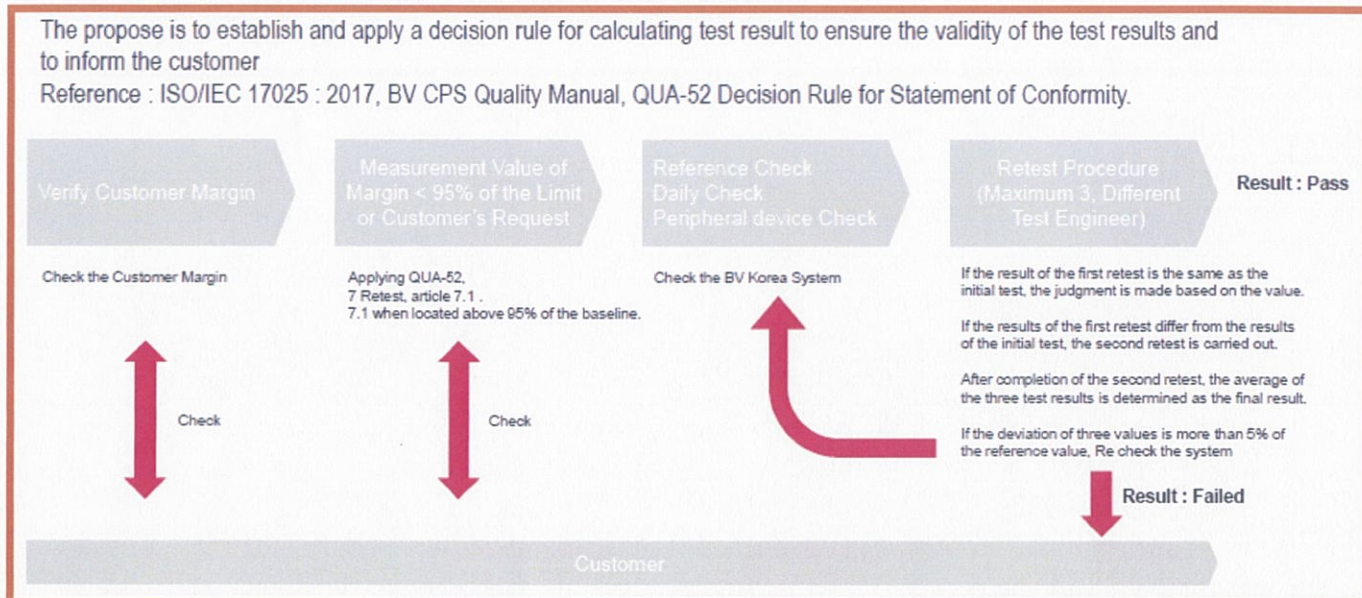 The propose is to establish and apply a decision rule for calculating test result to ensure the validity of the test results and
to inform the customer
Reference : ISO/IEC 17025 : 2017, BV CPS Quality Manual, QUA-52 Decision Rule for Statement of Conformity.
Verify Customer Margin
Measurement Value of
Margin < 95% of the Limit
or Customer's Request
Reference Check
Daily Check
Peripheral device Check
Retest Procedure
(Maximum 3, Different
Test Engineer)
Result : Pass
Check the Customer Margin
Applying QUA-52,
7 Retest, article 7.1 .
7.1 when located above 95% of the baseline.
Check the BV Korea System
If the result of the first retest is the same as the
initial test, the judgment is made based on the value.
If the results of the first retest differ from the results
of the initial test, the second retest is carried out.
After completion of the second retest, the average of
the three test results is determined as the final result.
If the deviation of three values is more than 5% of
the reference value, Re check the system
Check
Check
Result : Failed
Customer